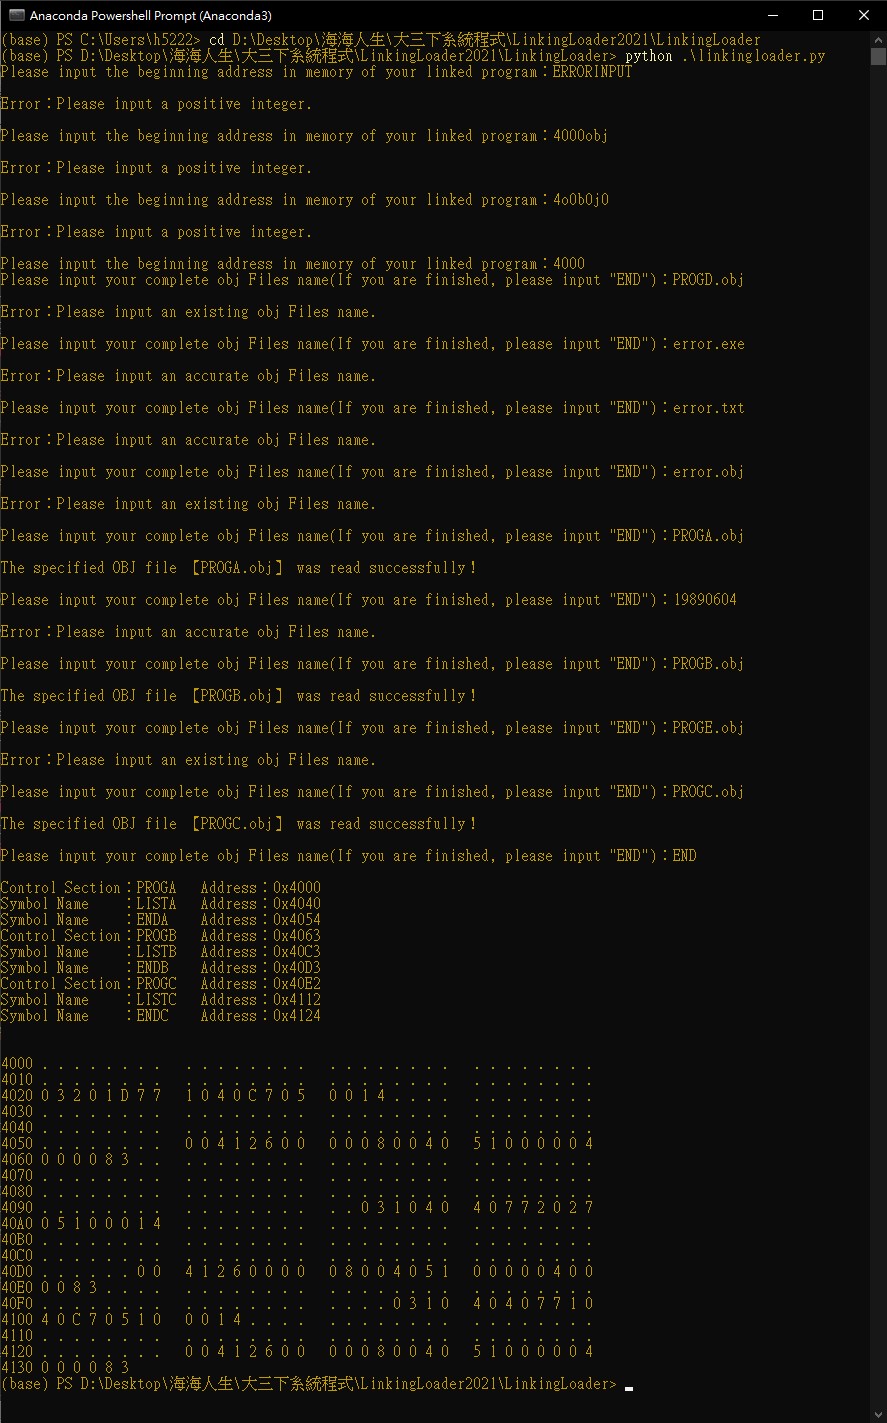 Anaconda Powershell Prompt (Anaconda3)
(base) PS C:\Users\h5222> cd D:\Desktop\海海人生\大三下系統程式\LinkingLoader2021\LinkingLoader
(base) PS D:\Desktop\海海人生\大三下系統程式\LinkingLoader2021\LinkingLoader> python .\linkingloader.py
Please input the beginning address in memory of your linked program：ERRORINPUT
Error：Please input a positive integer.
Please input the beginning address in memory of your linked program：4000obj
Error：Please input a positive integer.
Please input the beginning address in memory of your linked program：4o0b0j0
Error：Please input a positive integer.
Please input the beginning address in memory of your linked program：4000
Please input your complete obj Files name(If you are finished, please input "END")：PROGD.obj
Error：Please input an existing obj Files name.
Please input your complete obj Files name(If you are finished, please input "END")：error.exe
Error：Please input an accurate obj Files name.
Please input your complete obj Files name(If you are finished, please input "END")：error.txt
Error：Please input an accurate obj Files name.
Please input your complete obj Files name(If you are finished, please input "END")：error.obj
Error：Please input an existing obj Files name.
Please input your complete obj Files name(If you are finished, please input "END")：PROGA.obj
The specified OBJ file 【PROGA.obj】 was read successfully！
Please input your complete obj Files name(If you are finished, please input "END")：19890604
Error：Please input an accurate obj Files name.
Please input your complete obj Files name(If you are finished, please input "END")：PROGB.obj
The specified OBJ file 【PROGB.obj】 was read successfully！
Please input your complete obj Files name(If you are finished, please input "END")：PROGE.obj
Error：Please input an existing obj Files name.
Please input your complete obj Files name(If you are finished, please input "END")：PROGC.obj
The specified OBJ file 【PROGC.obj】 was read successfully！
Please input your complete obj Files name(If you are finished, please input "END")：END
Control Section：PROGA   Address：0x4000
Symbol Name    ：LISTA   Address：0x4040
Symbol Name    ：ENDA    Address：0x4054
Control Section：PROGB   Address：0x4063
Symbol Name    ：LISTB   Address：0x40C3
Symbol Name    ：ENDB    Address：0x40D3
Control Section：PROGC   Address：0x40E2
Symbol Name    ：LISTC   Address：0x4112
Symbol Name    ：ENDC    Address：0x4124
4000 . . . . . . . .   . . . . . . . .   . . . . . . . .   . . . . . . . .
4010 . . . . . . . .   . . . . . . . .   . . . . . . . .   . . . . . . . .
4020 0 3 2 0 1 D 7 7   1 0 4 0 C 7 0 5   0 0 1 4 . . . .   . . . . . . . .
4030 . . . . . . . .   . . . . . . . .   . . . . . . . .   . . . . . . . .
4040 . . . . . . . .   . . . . . . . .   . . . . . . . .   . . . . . . . .
4050 . . . . . . . .   0 0 4 1 2 6 0 0   0 0 0 8 0 0 4 0   5 1 0 0 0 0 0 4
4060 0 0 0 0 8 3 . .   . . . . . . . .   . . . . . . . .   . . . . . . . .
4070 . . . . . . . .   . . . . . . . .   . . . . . . . .   . . . . . . . .
4080 . . . . . . . .   . . . . . . . .   . . . . . . . .   . . . . . . . .
4090 . . . . . . . .   . . . . . . . .   . . 0 3 1 0 4 0   4 0 7 7 2 0 2 7
40A0 0 5 1 0 0 0 1 4   . . . . . . . .   . . . . . . . .   . . . . . . . .
40B0 . . . . . . . .   . . . . . . . .   . . . . . . . .   . . . . . . . .
40C0 . . . . . . . .   . . . . . . . .   . . . . . . . .   . . . . . . . .
40D0 . . . . . . 0 0   4 1 2 6 0 0 0 0   0 8 0 0 4 0 5 1   0 0 0 0 0 4 0 0
40E0 0 0 8 3 . . . .   . . . . . . . .   . . . . . . . .   . . . . . . . .
40F0 . . . . . . . .   . . . . . . . .   . . . . 0 3 1 0   4 0 4 0 7 7 1 0
4100 4 0 C 7 0 5 1 0   0 0 1 4 . . . .   . . . . . . . .   . . . . . . . .
4110 . . . . . . . .   . . . . . . . .   . . . . . . . .   . . . . . . . .
4120 . . . . . . . .   0 0 4 1 2 6 0 0   0 0 0 8 0 0 4 0   5 1 0 0 0 0 0 4
4130 0 0 0 0 8 3
(base) PS D:\Desktop\海海人生\大三下系統程式\LinkingLoader2021\LinkingLoader>